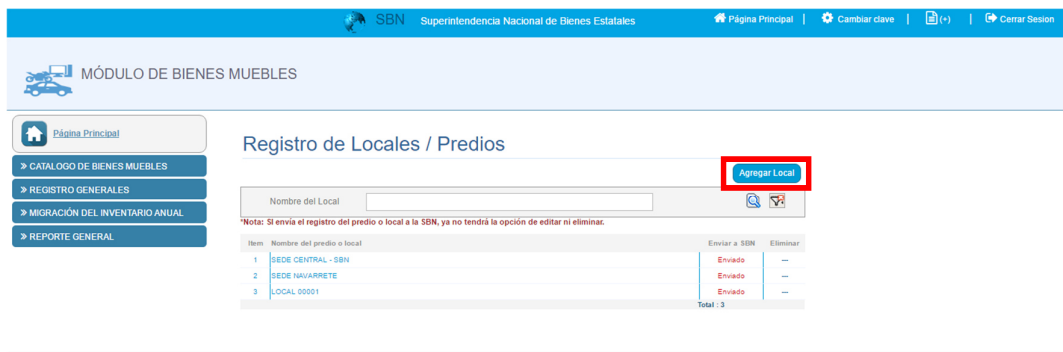 SBN Superintendencia Nacional de Bienes Estatales Página Principal | Cambiar clave | (+) | Cerrar Sesion
MÓDULO DE BIENES MUEBLES
Página Principal
» CATALOGO DE BIENES MUEBLES
» REGISTRO GENERALES
» MIGRACIÓN DEL INVENTARIO ANUAL
» REPORTE GENERAL
Registro de Locales / Predios
Agregar Local
Nombre del Local
*Nota: Si envía el registro del predio o local a la SBN, ya no tendrá la opción de editar ni eliminar.
Item Nombre del predio o local Enviar a SBN Eliminar
1 SEDE CENTRAL - SBN Enviado ---
2 SEDE NAVARRETE Enviado ---
3 LOCAL 00001 Enviado ---
Total : 3